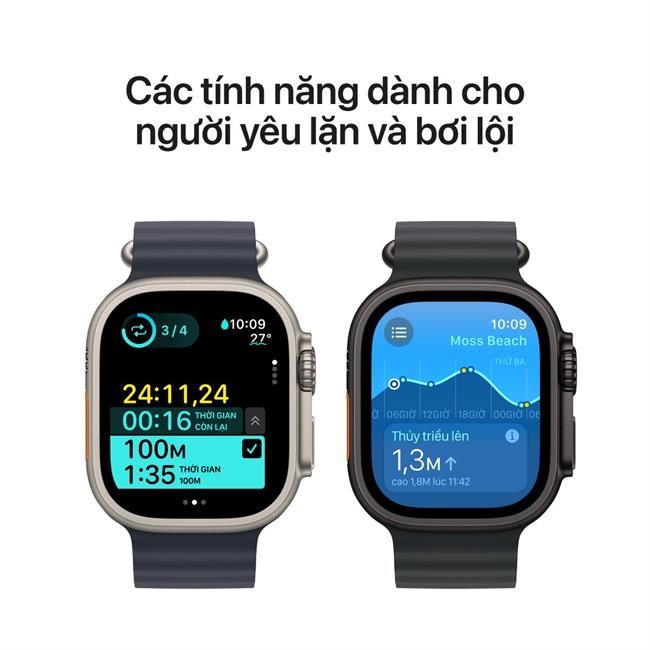 Các tính năng dành cho
người yêu lặn và bơi lội
3/4
10:09
27°
24:11,24
00:16 THỜI GIAN
CÒN LẠI
100M
1:35 THỜI GIAN
100M
10:09
Moss Beach
THỨ BA
06GIỜ 12GIỜ 18GIỜ 00GIỜ 06
Thủy triều lên
1,3M↑
cao 1,8M lúc 11:42